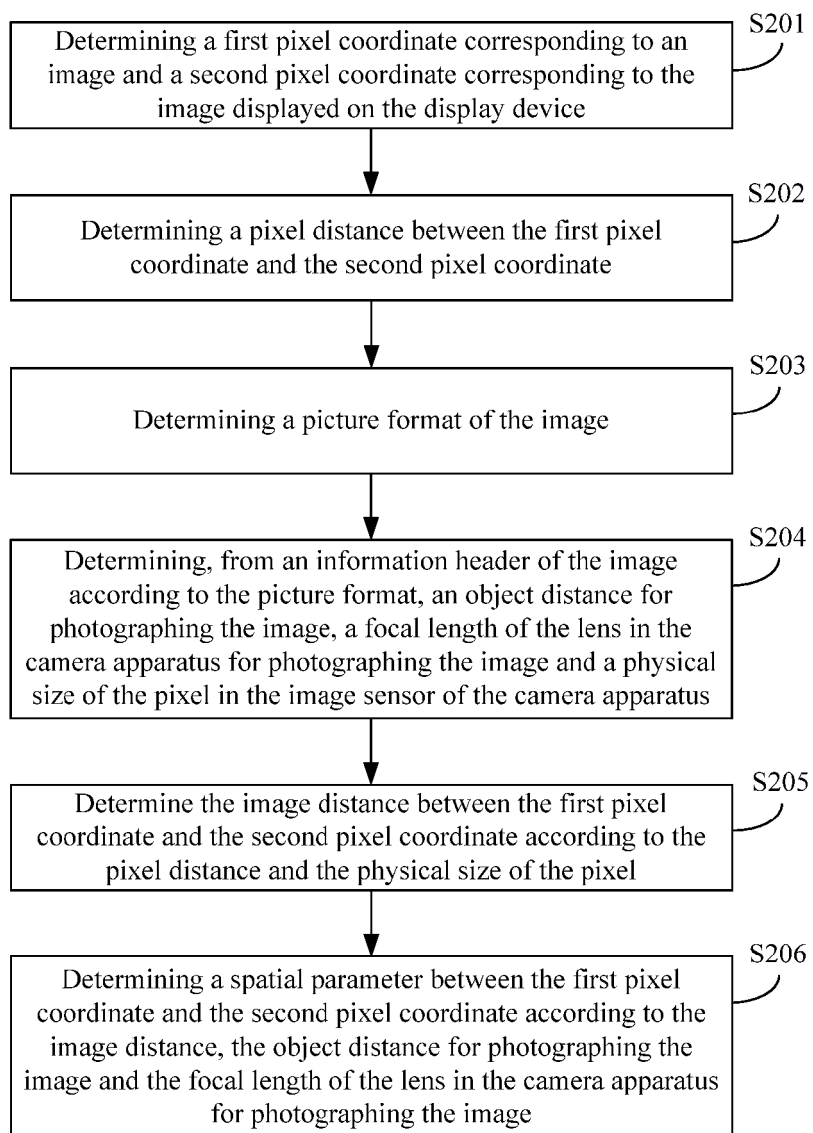 S201
Determining a first pixel coordinate corresponding to an
image and a second pixel coordinate corresponding to the
image displayed on the display device
S202
Determining a pixel distance between the first pixel
coordinate and the second pixel coordinate
S203
Determining a picture format of the image
S204
Determining, from an information header of the image
according to the picture format, an object distance for
photographing the image, a focal length of the lens in the
camera apparatus for photographing the image and a physical
size of the pixel in the image sensor of the camera apparatus
S205
Determine the image distance between the first pixel
coordinate and the second pixel coordinate according to the
pixel distance and the physical size of the pixel
S206
Determining a spatial parameter between the first pixel
coordinate and the second pixel coordinate according to the
image distance, the object distance for photographing the
image and the focal length of the lens in the camera apparatus
for photographing the image